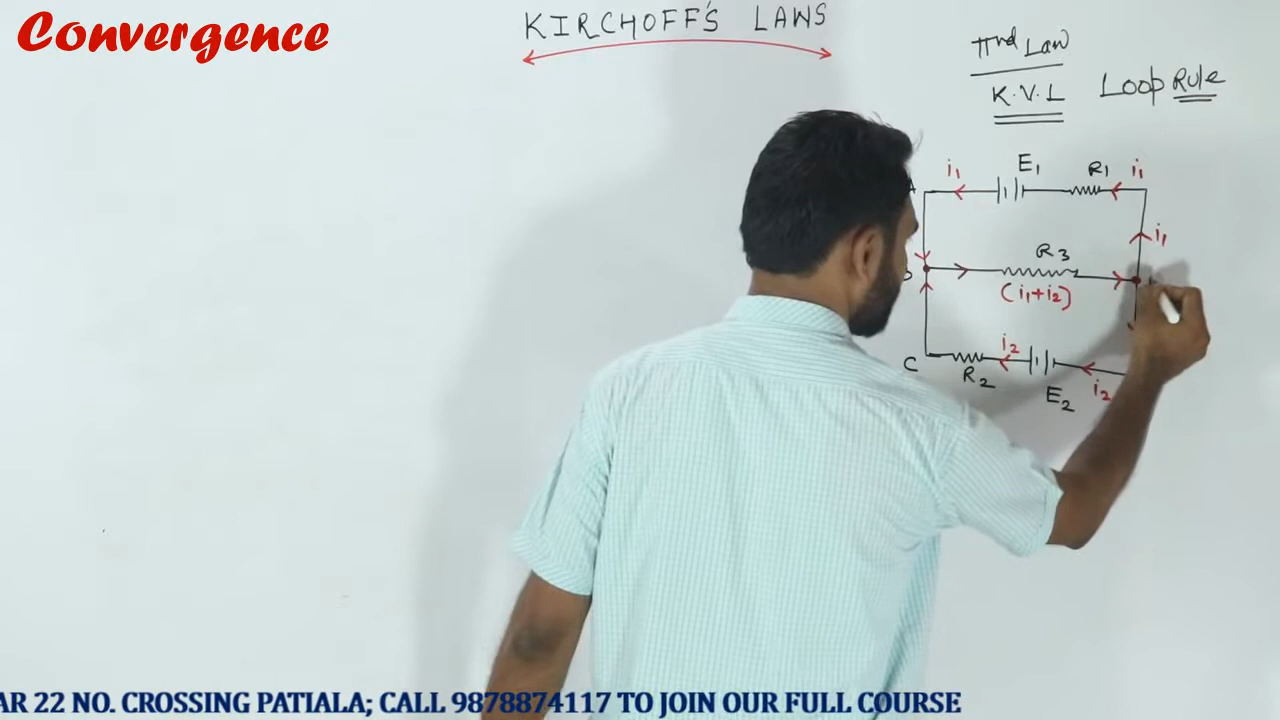 Convergence
KIRCHOFF'S LAWS
IInd Law
K.V.L Loop Rule
i1 E1 R1 i1
A
i1
R3
(i1+i2)
C R2 i2 E2 i2
AR 22 NO. CROSSING PATIALA; CALL 9878874117 TO JOIN OUR FULL COURSE